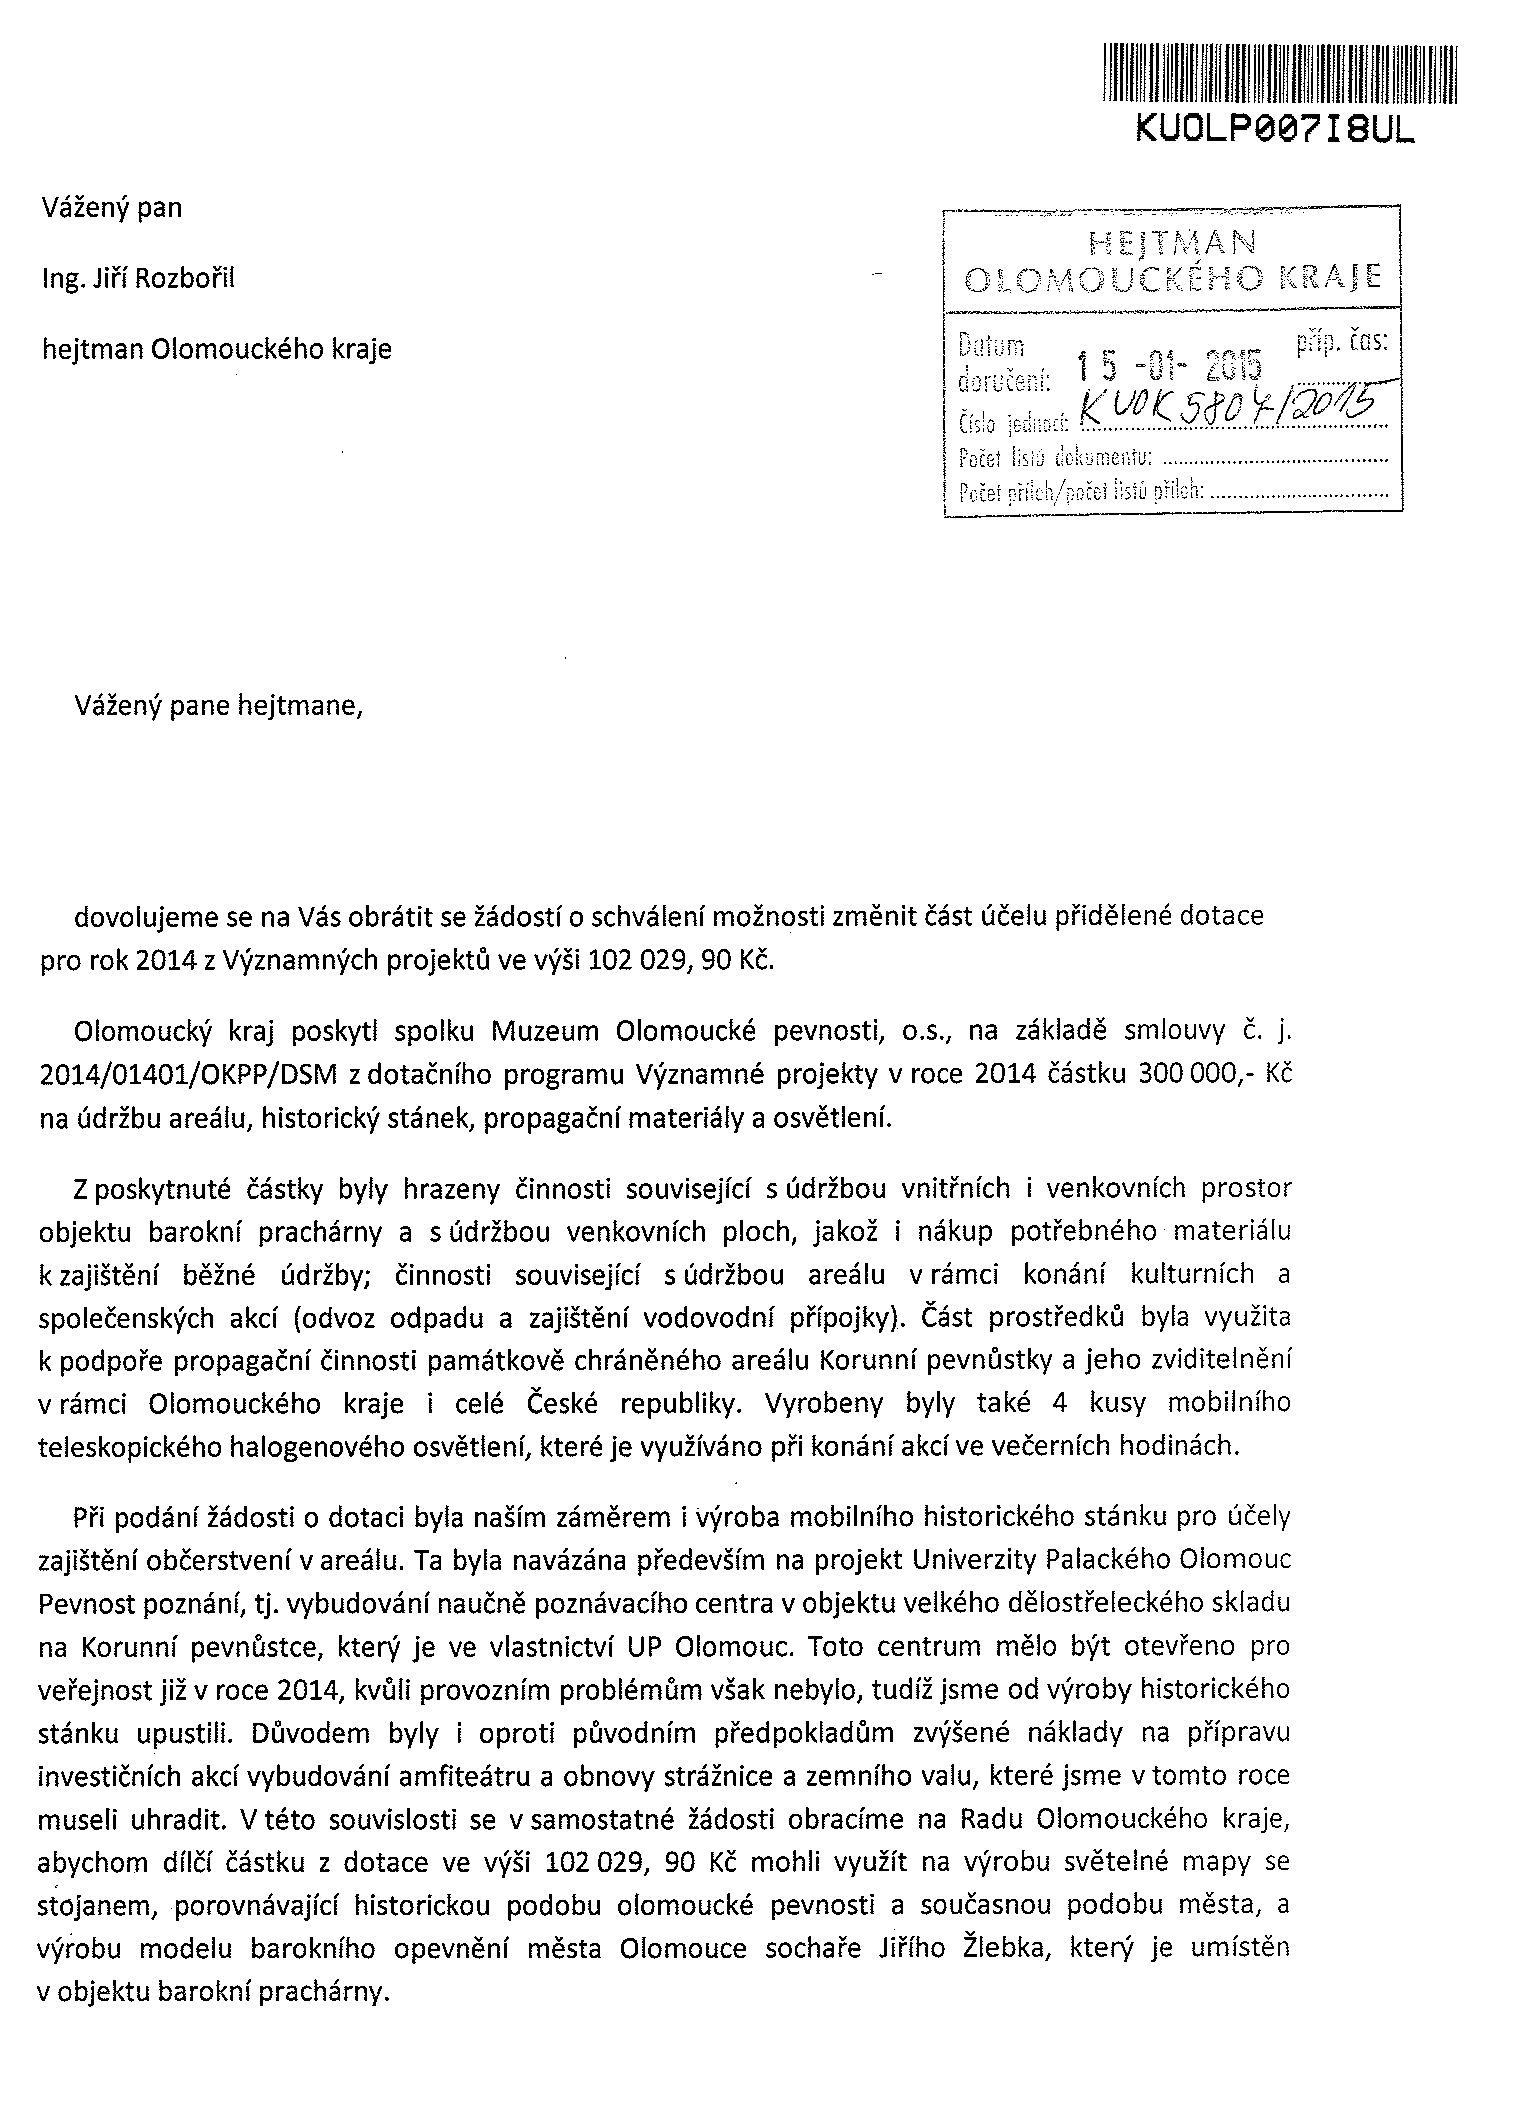 KUOLP007I8UL
Vážený pan
Ing. Jiří Rozbořil
hejtman Olomouckého kraje
HEJTMAN
OLOMOUCKÉHO KRAJE
Datum doručení: 15 -01- 2015 příp. čas:
Číslo jednací: KUOK 5804/2015
Počet listů dokumentu:
Počet příloh/počet listů příloh:
Vážený pane hejtmane,
dovolujeme se na Vás obrátit se žádostí o schválení možnosti změnit část účelu přidělené dotace
pro rok 2014 z Významných projektů ve výši 102 029, 90 Kč.
Olomoucký kraj poskytl spolku Muzeum Olomoucké pevnosti, o.s., na základě smlouvy č. j.
2014/01401/OKPP/DSM z dotačního programu Významné projekty v roce 2014 částku 300 000,- Kč
na údržbu areálu, historický stánek, propagační materiály a osvětlení.
Z poskytnuté částky byly hrazeny činnosti související s údržbou vnitřních i venkovních prostor
objektu barokní prachárny a s údržbou venkovních ploch, jakož i nákup potřebného materiálu
k zajištění běžné údržby; činnosti související s údržbou areálu v rámci konání kulturních a
společenských akcí (odvoz odpadu a zajištění vodovodní přípojky). Část prostředků byla využita
k podpoře propagační činnosti památkově chráněného areálu Korunní pevnůstky a jeho zviditelnění
v rámci Olomouckého kraje i celé České republiky. Vyrobeny byly také 4 kusy mobilního
teleskopického halogenového osvětlení, které je využíváno při konání akcí ve večerních hodinách.
Při podání žádosti o dotaci byla naším záměrem i výroba mobilního historického stánku pro účely
zajištění občerstvení v areálu. Ta byla navázána především na projekt Univerzity Palackého Olomouc
Pevnost poznání, tj. vybudování naučně poznávacího centra v objektu velkého dělostřeleckého skladu
na Korunní pevnůstce, který je ve vlastnictví UP Olomouc. Toto centrum mělo být otevřeno pro
veřejnost již v roce 2014, kvůli provozním problémům však nebylo, tudíž jsme od výroby historického
stánku upustili. Důvodem byly i oproti původním předpokladům zvýšené náklady na přípravu
investičních akcí vybudování amfiteátru a obnovy strážnice a zemního valu, které jsme v tomto roce
museli uhradit. V této souvislosti se v samostatné žádosti obracíme na Radu Olomouckého kraje,
abychom dílčí částku z dotace ve výši 102 029, 90 Kč mohli využít na výrobu světelné mapy se
stojanem, porovnávající historickou podobu olomoucké pevnosti a současnou podobu města, a
výrobu modelu barokního opevnění města Olomouce sochaře Jiřího Žlebka, který je umístěn
v objektu barokní prachárny.